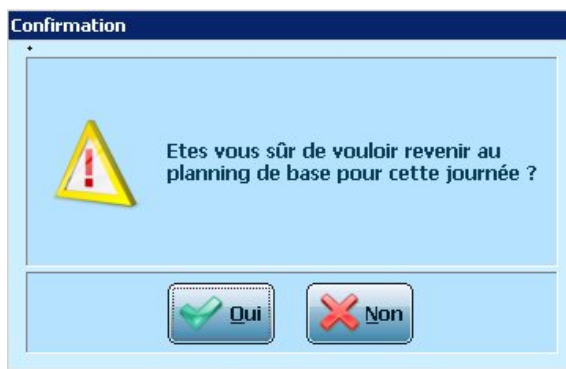 Confirmation
Etes vous sûr de vouloir revenir au
planning de base pour cette journée ?
Oui
Non